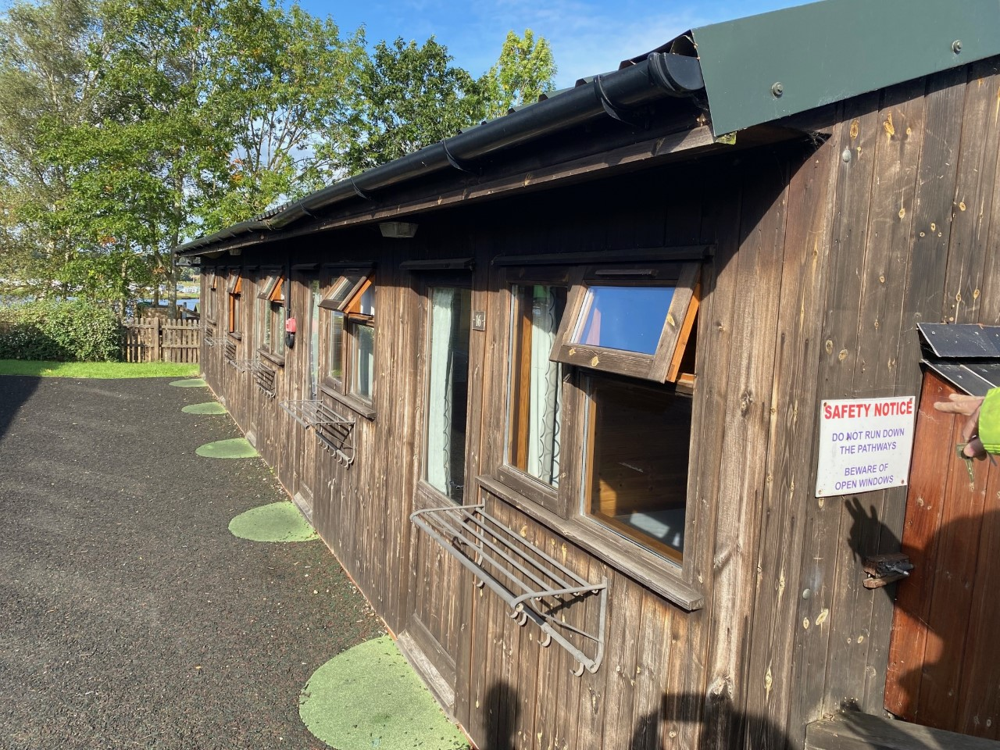 -16-
SAFETY NOTICE
DO NOT RUN DOWN
THE PATHWAYS
BEWARE OF
OPEN WINDOWS